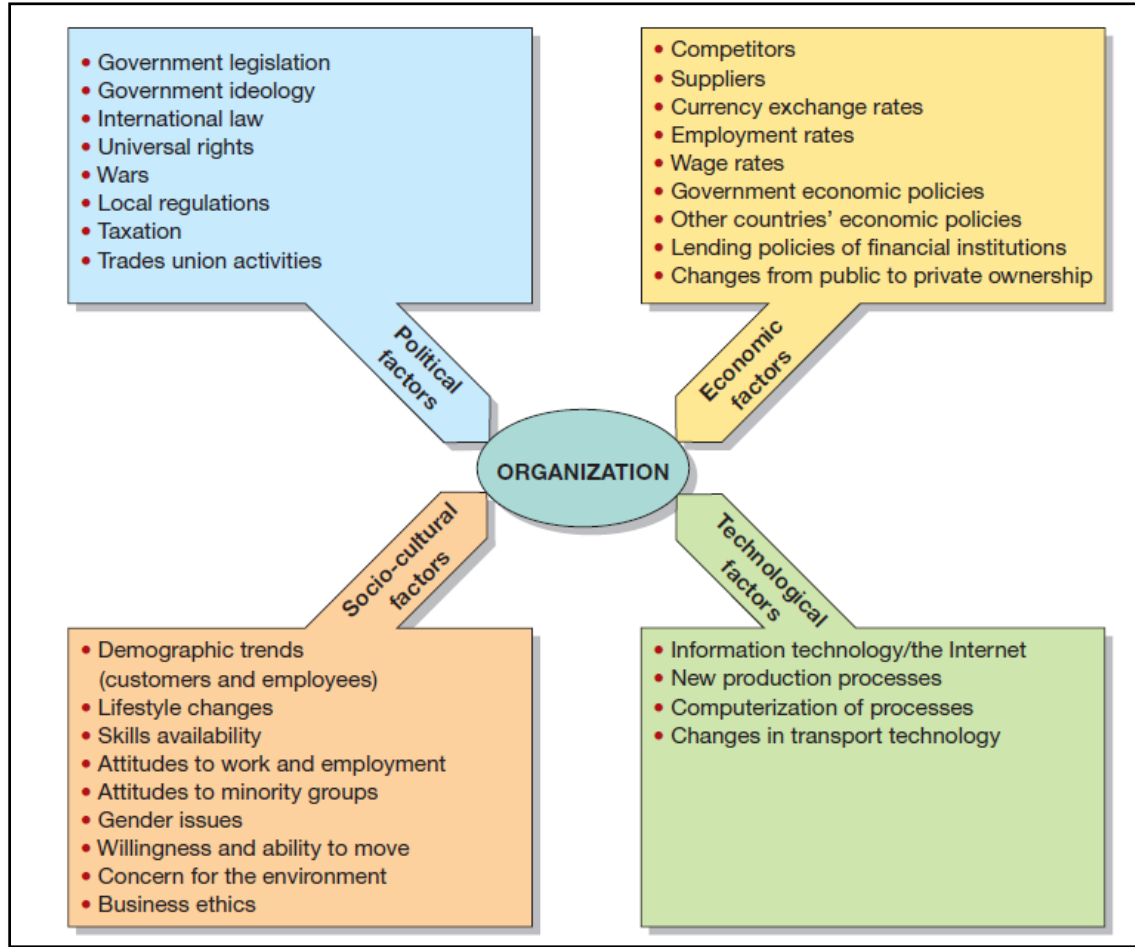 • Government legislation
• Government ideology
• International law
• Universal rights
• Wars
• Local regulations
• Taxation
• Trades union activities
Political
factors
• Competitors
• Suppliers
• Currency exchange rates
• Employment rates
• Wage rates
• Government economic policies
• Other countries’ economic policies
• Lending policies of financial institutions
• Changes from public to private ownership
Economic
factors
ORGANIZATION
Socio-cultural
factors
• Demographic trends
(customers and employees)
• Lifestyle changes
• Skills availability
• Attitudes to work and employment
• Attitudes to minority groups
• Gender issues
• Willingness and ability to move
• Concern for the environment
• Business ethics
Technological
factors
• Information technology/the Internet
• New production processes
• Computerization of processes
• Changes in transport technology